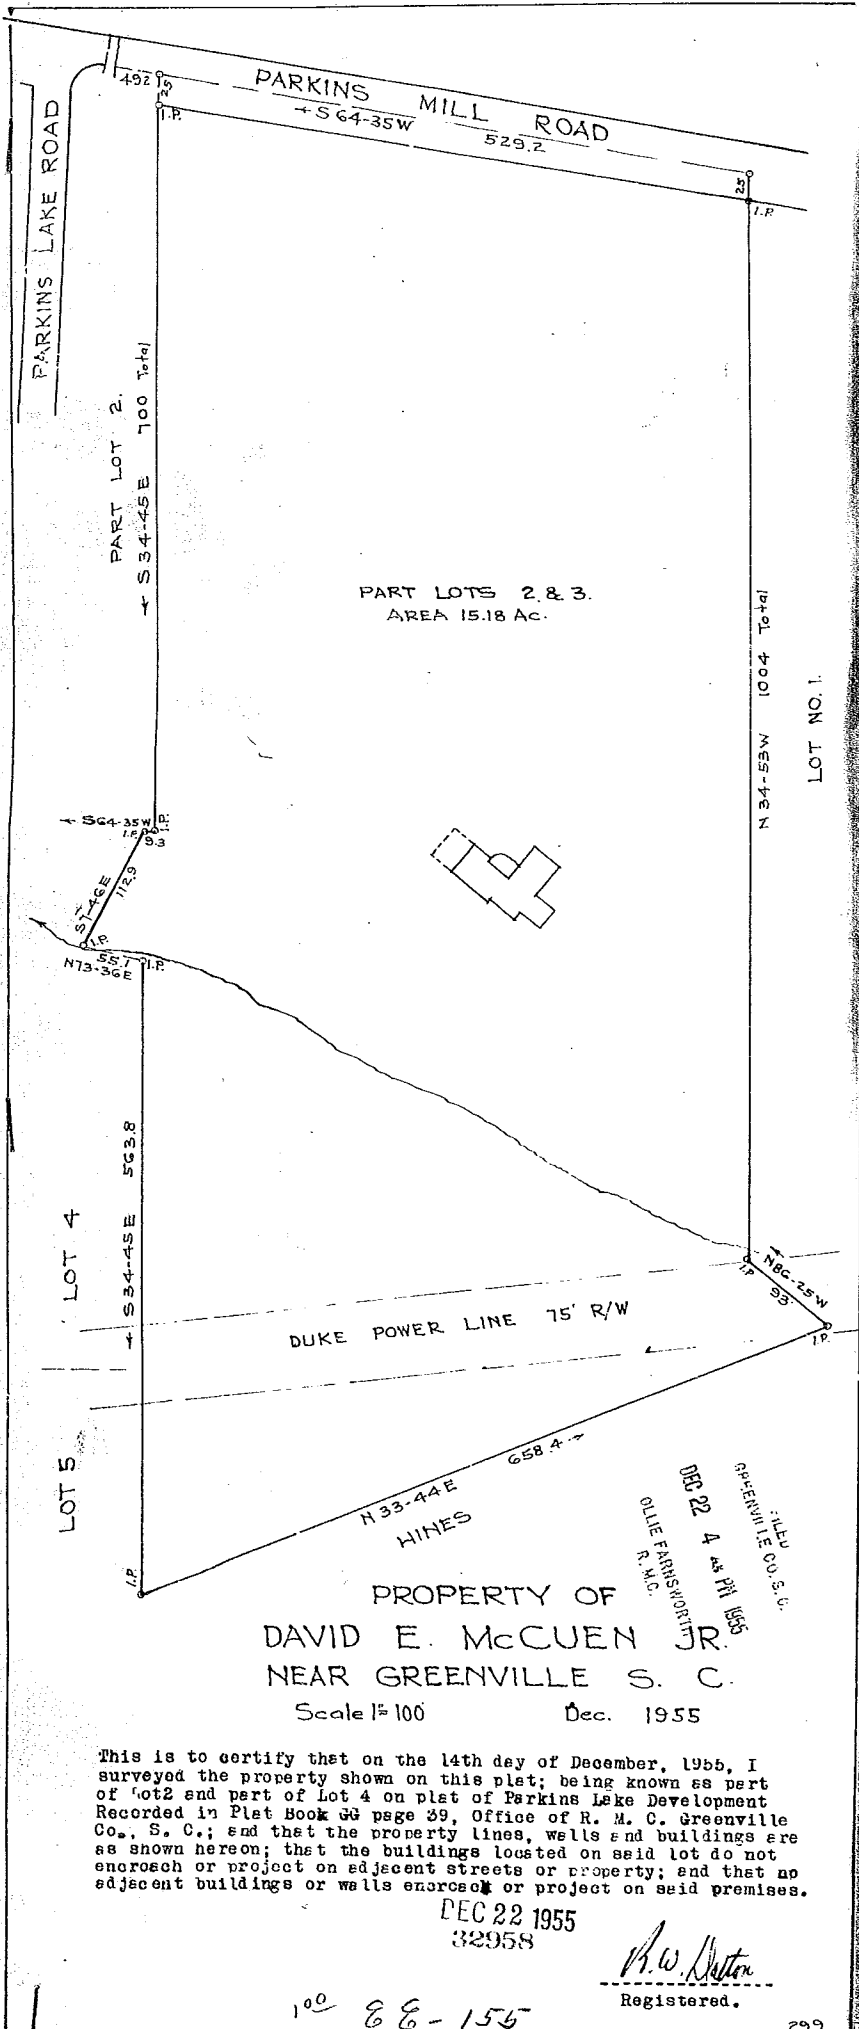 PARKINS MILL ROAD
492
25
← S 64-35W
529.2
25
I.P.
I.P.
PARKINS LAKE ROAD
PART LOT 2.
← S 34-45E 700 Total
PART LOTS 2 & 3.
AREA 15.18 Ac.
N 34-53W 1004 Total
LOT NO. 1.
← S64-35W
I.P.
I.P.
9.3
S7-46E
112.9
I.P.
55.1
I.P.
N73-36E
← S34-45E 563.8
LOT 4
I.P.
N86-25W
93'
I.P.
DUKE POWER LINE 75' R/W
LOT 5
N 33-44E
658.4 →
HINES
I.P.
FILED
GREENVILLE CO. S. C.
DEC 22 4 PM 1955
OLLIE FARNSWORTH
R. M.C.
PROPERTY OF
DAVID E. McCUEN JR.
NEAR GREENVILLE S. C.
Scale 1"= 100' Dec. 1955
This is to certify that on the 14th day of December, 1955, I
surveyed the property shown on this plat; being known as part
of Lot2 and part of Lot 4 on plat of Parkins Lake Development
Recorded in Plat Book GG page 39, Office of R. M. C. Greenville
Co., S. C.; and that the property lines, walls and buildings are
as shown hereon; that the buildings located on said lot do not
encroach or project on adjacent streets or property; and that no
adjacent buildings or walls encroack or project on said premises.
DEC 22 1955
32958
R. W. Dalton
Registered.
1 00 EE-155
299